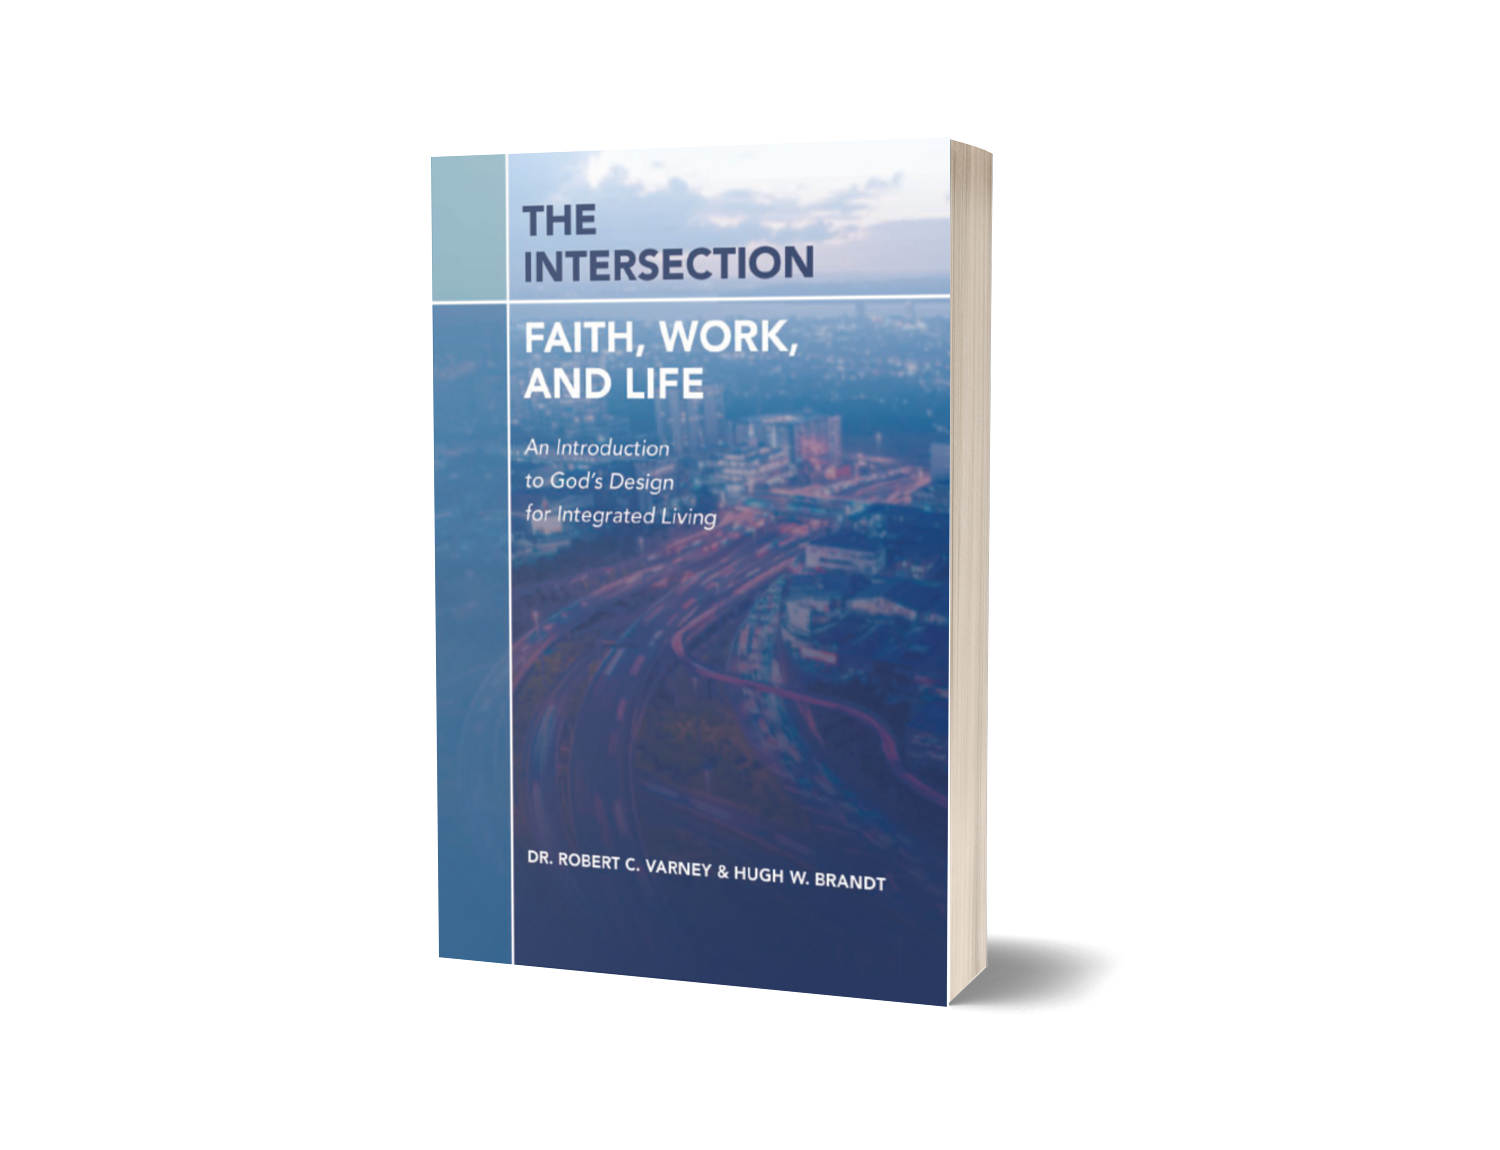 THE
INTERSECTION
FAITH, WORK,
AND LIFE
An Introduction
to God's Design
for Integrated Living
DR. ROBERT C. VARNEY & HUGH W. BRANDT